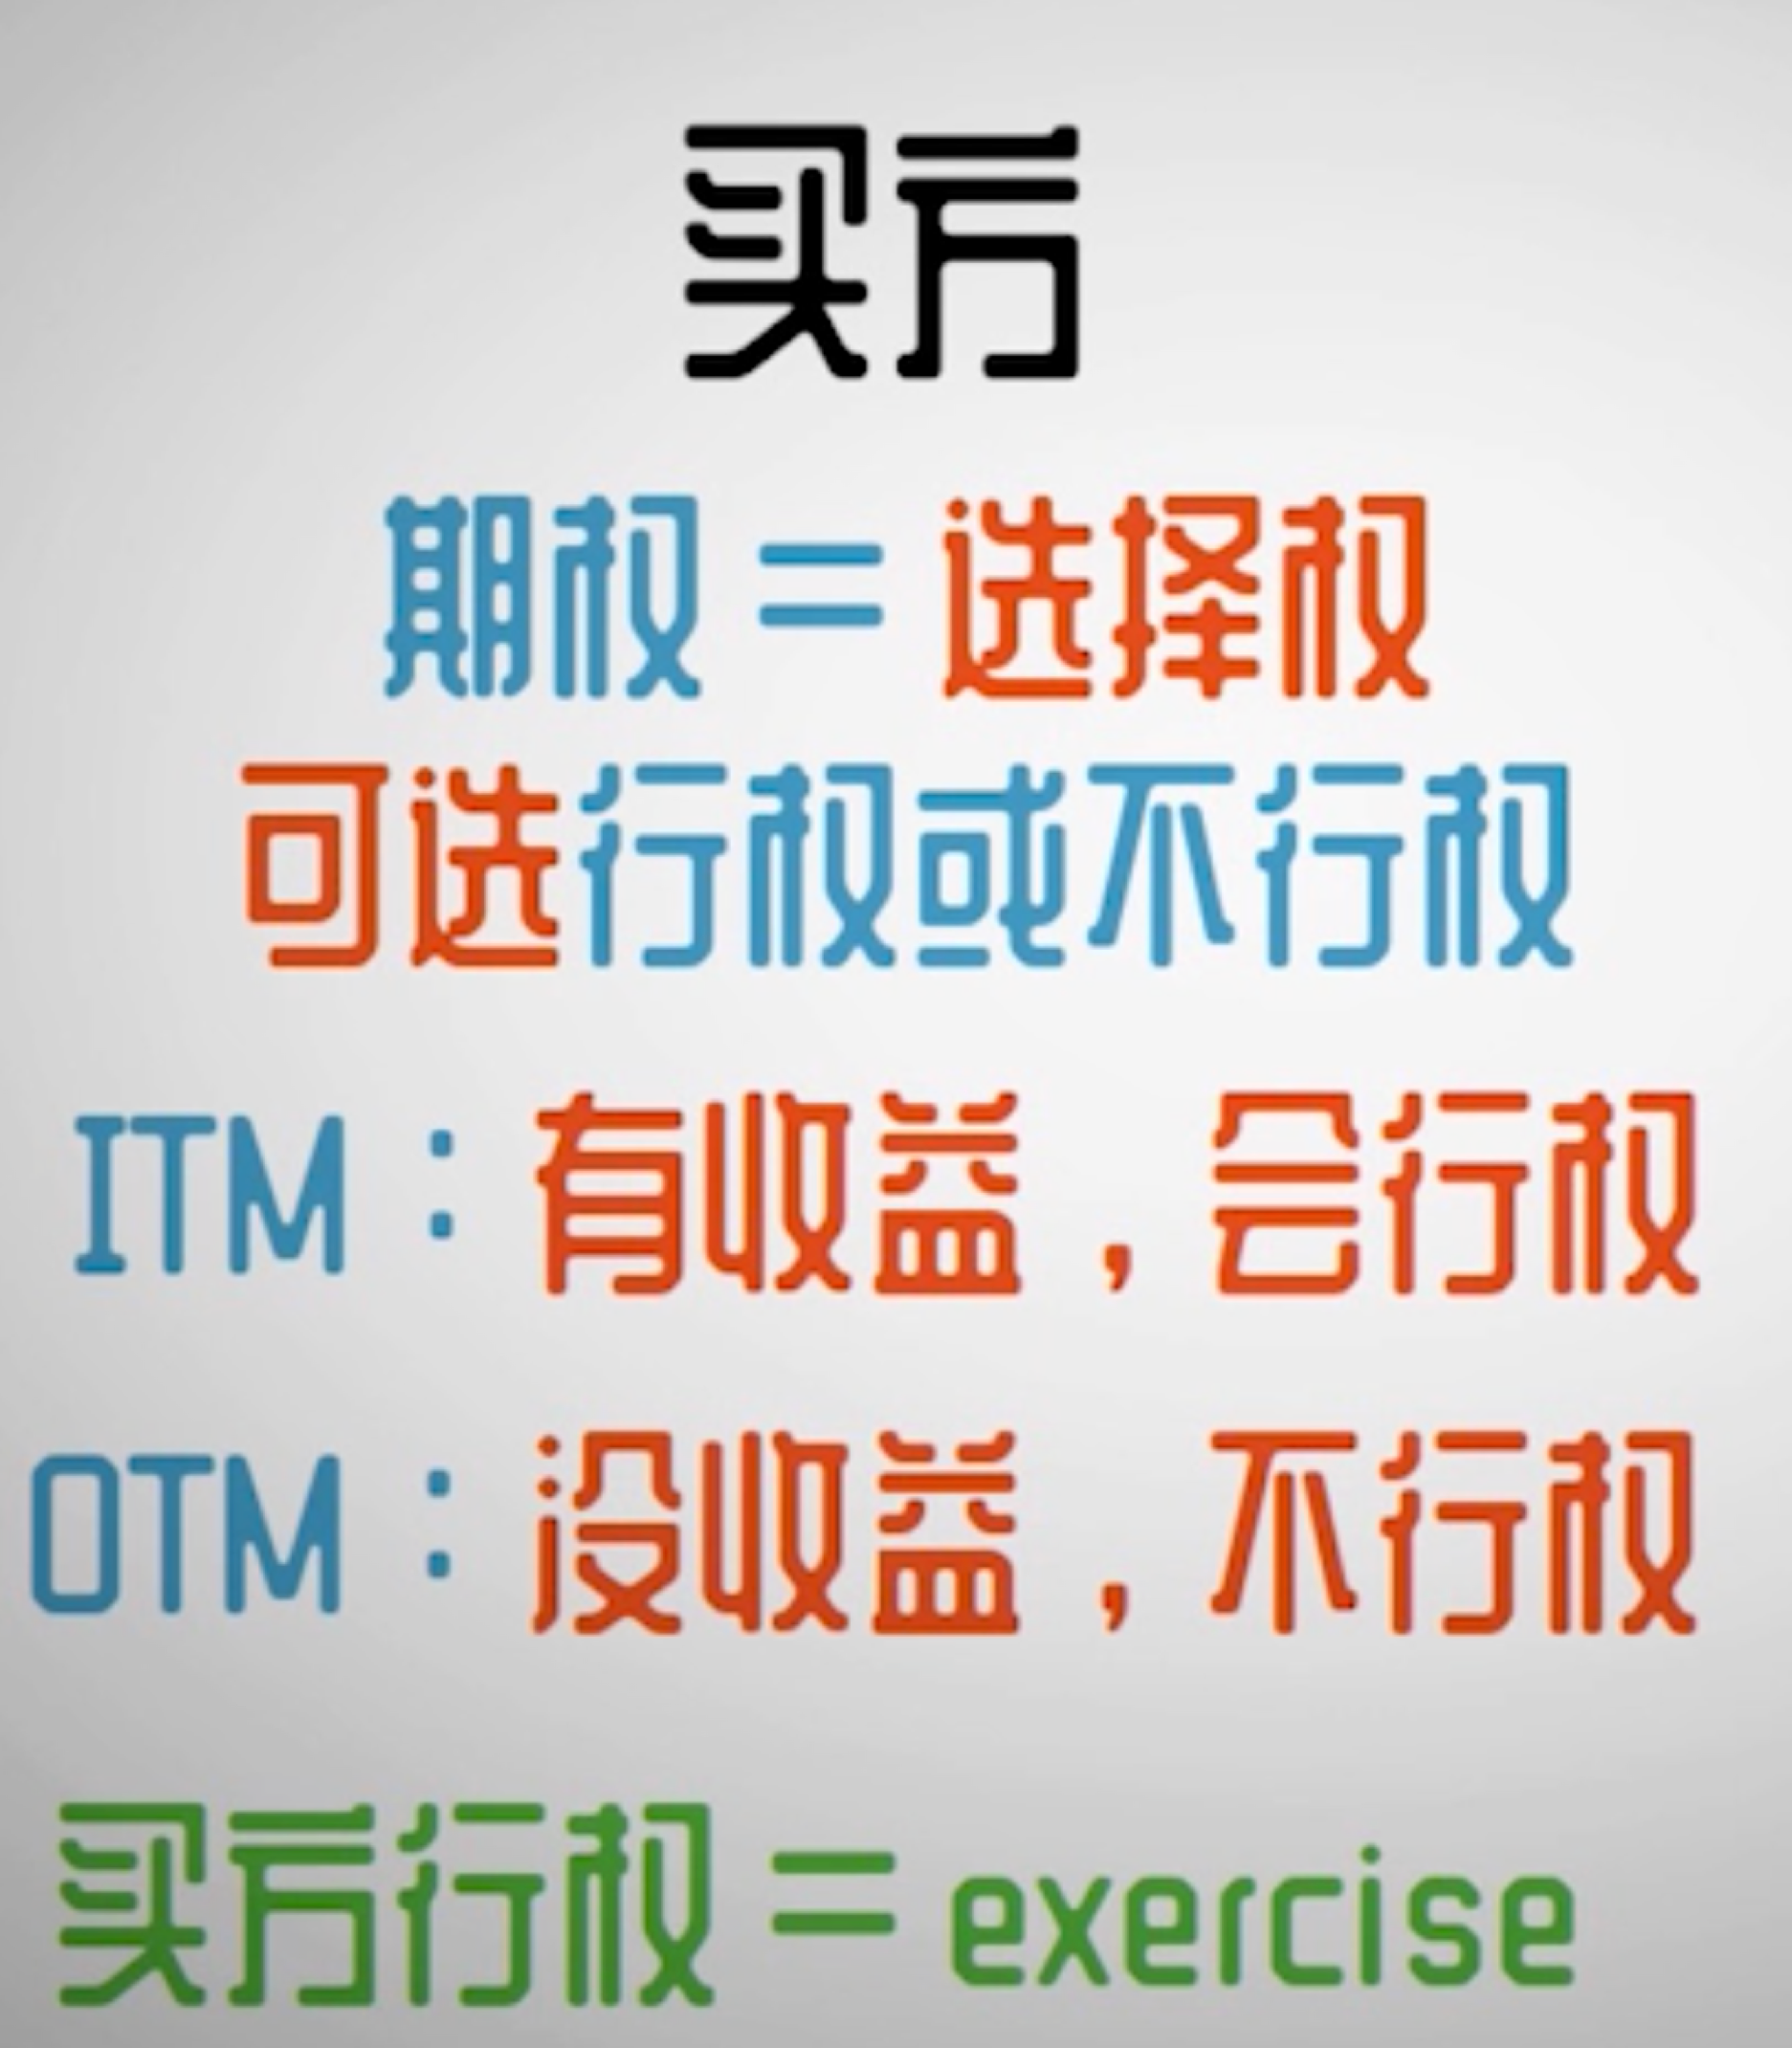 买方
期权=选择权
可选行权或不行权
ITM：有收益，会行权
OTM：没收益，不行权
买方行权=exercise